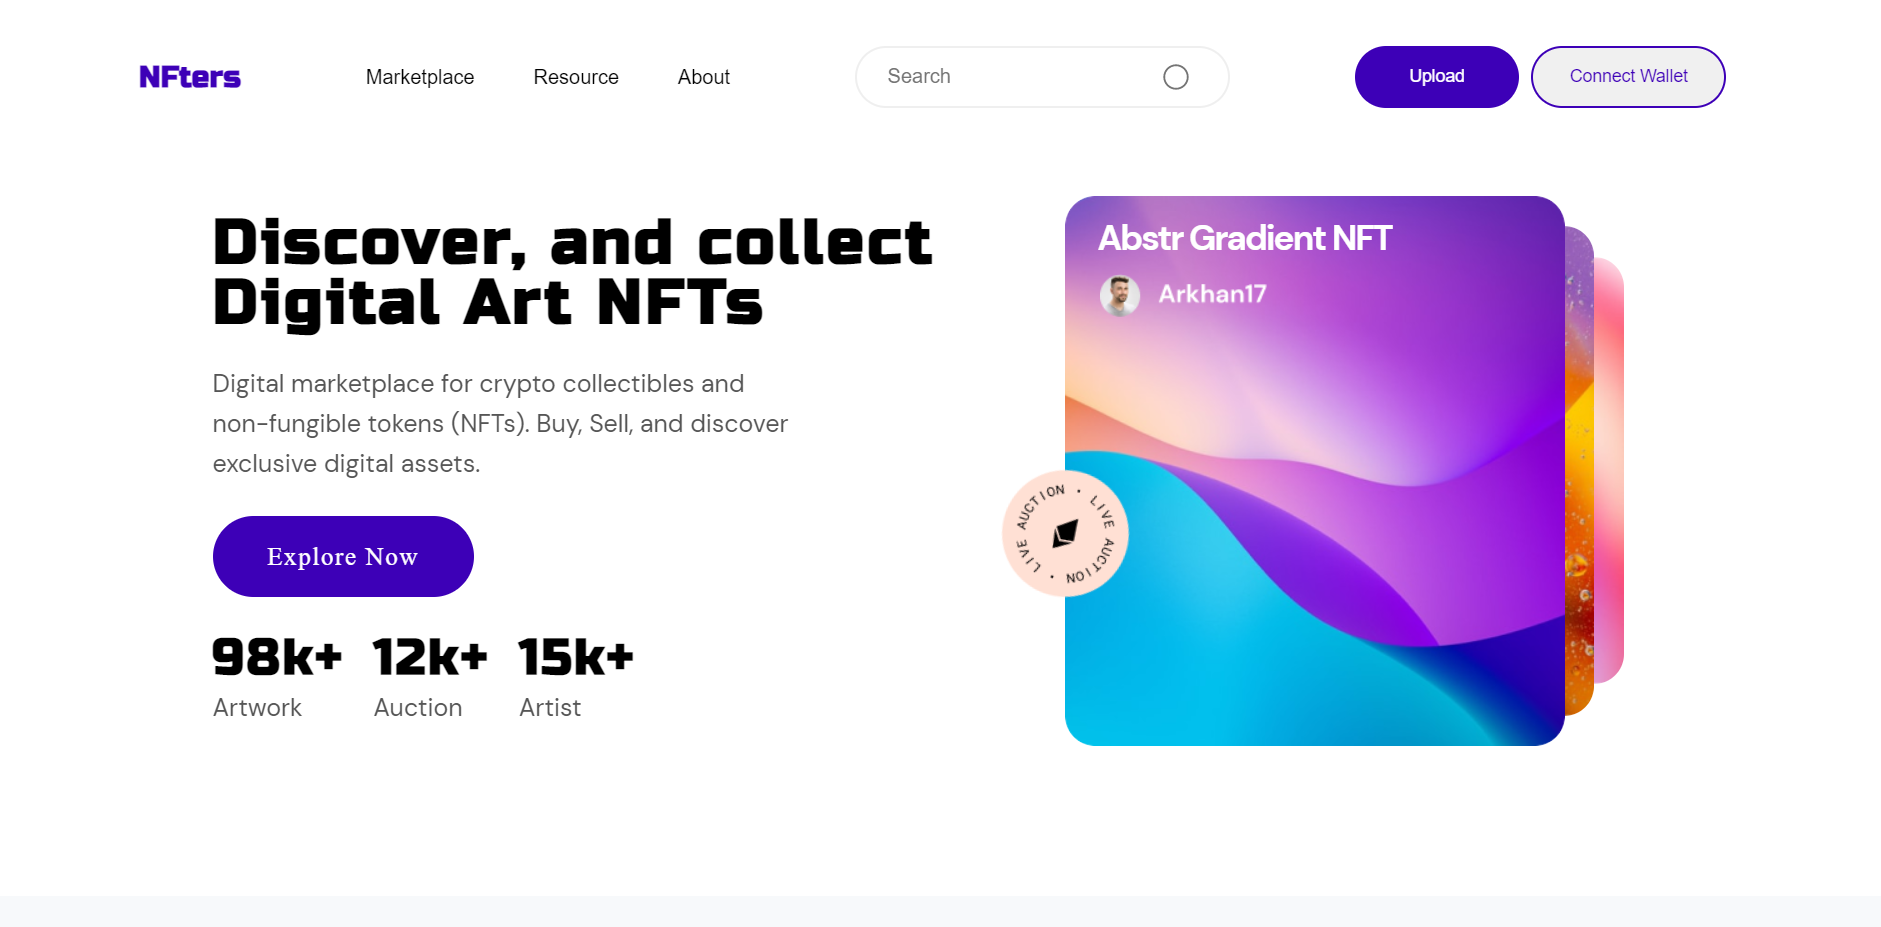 NFters
Marketplace
Resource
About
Search
Upload
Connect Wallet
Discover, and collect
Digital Art NFTs
Digital marketplace for crypto collectibles and
non-fungible tokens (NFTs). Buy, Sell, and discover
exclusive digital assets.
Explore Now
98k+ 12k+ 15k+
Artwork Auction Artist
Abstr Gradient NFT
Arkhan17
LIVE AUCTION • LIVE AUCTION •